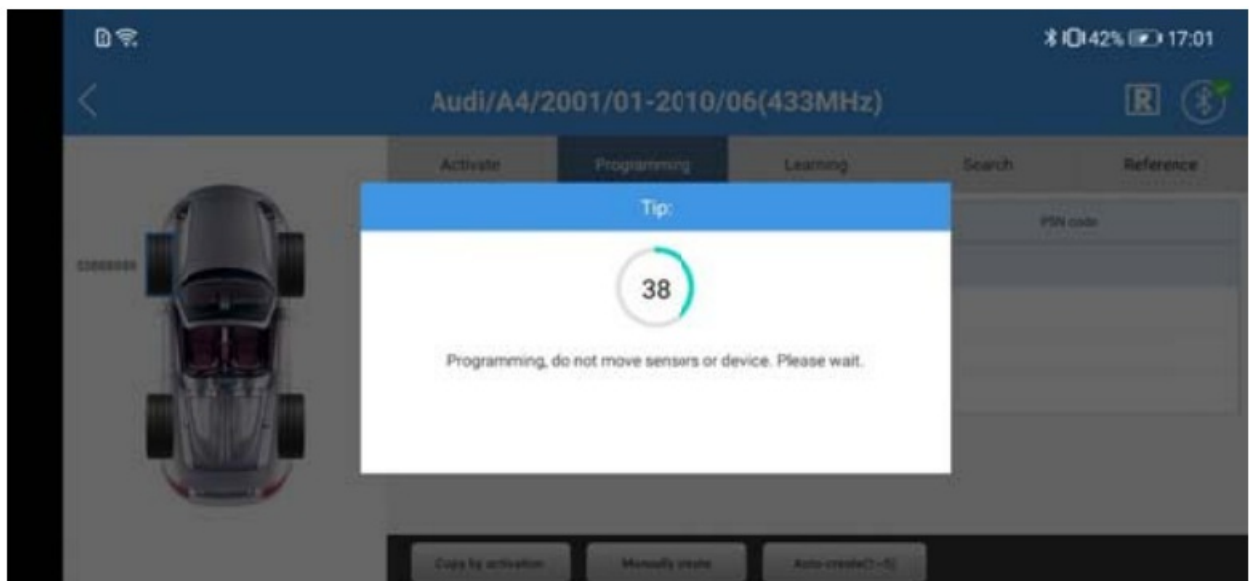 42% 17:01
Audi/A4/2001/01-2010/06(433MHz)
R
Activate Programming Learning Search Reference
Tip:
PSN code
38
Programming, do not move sensors or device. Please wait.
Copy by activation Manually create Auto-create(1~5)